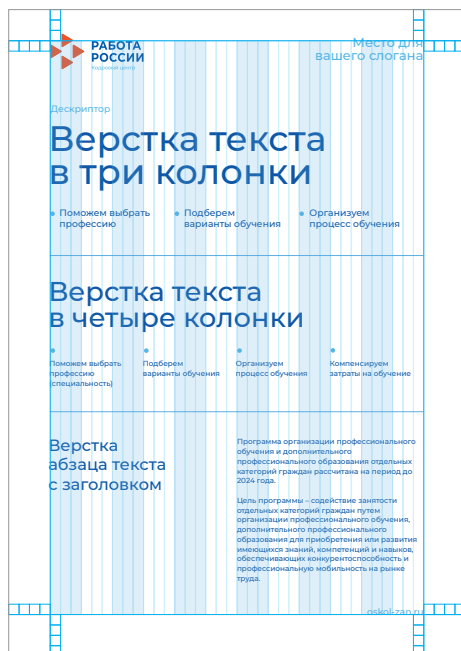 РАБОТА
РОССИИ
Кадровый центр
Место для
вашего слогана
Дескриптор
Верстка текста
в три колонки
Поможем выбрать
профессию
Подберем
варианты обучения
Организуем
процесс обучения
Верстка текста
в четыре колонки
Поможем выбрать
профессию
(специальность)
Подберем
варианты обучения
Организуем
процесс обучения
Компенсируем
затраты на обучение
Верстка
абзаца текста
с заголовком
Программа организации профессионального
обучения и дополнительного
профессионального образования отдельных
категорий граждан рассчитана на период до
2024 года.
Цель программы – содействие занятости
отдельных категорий граждан путем
организации профессионального обучения,
дополнительного профессионального
образования для приобретения или развития
имеющихся знаний, компетенций и навыков,
обеспечивающих конкурентоспособность и
профессиональную мобильность на рынке
труда.
oskol-zan.ru